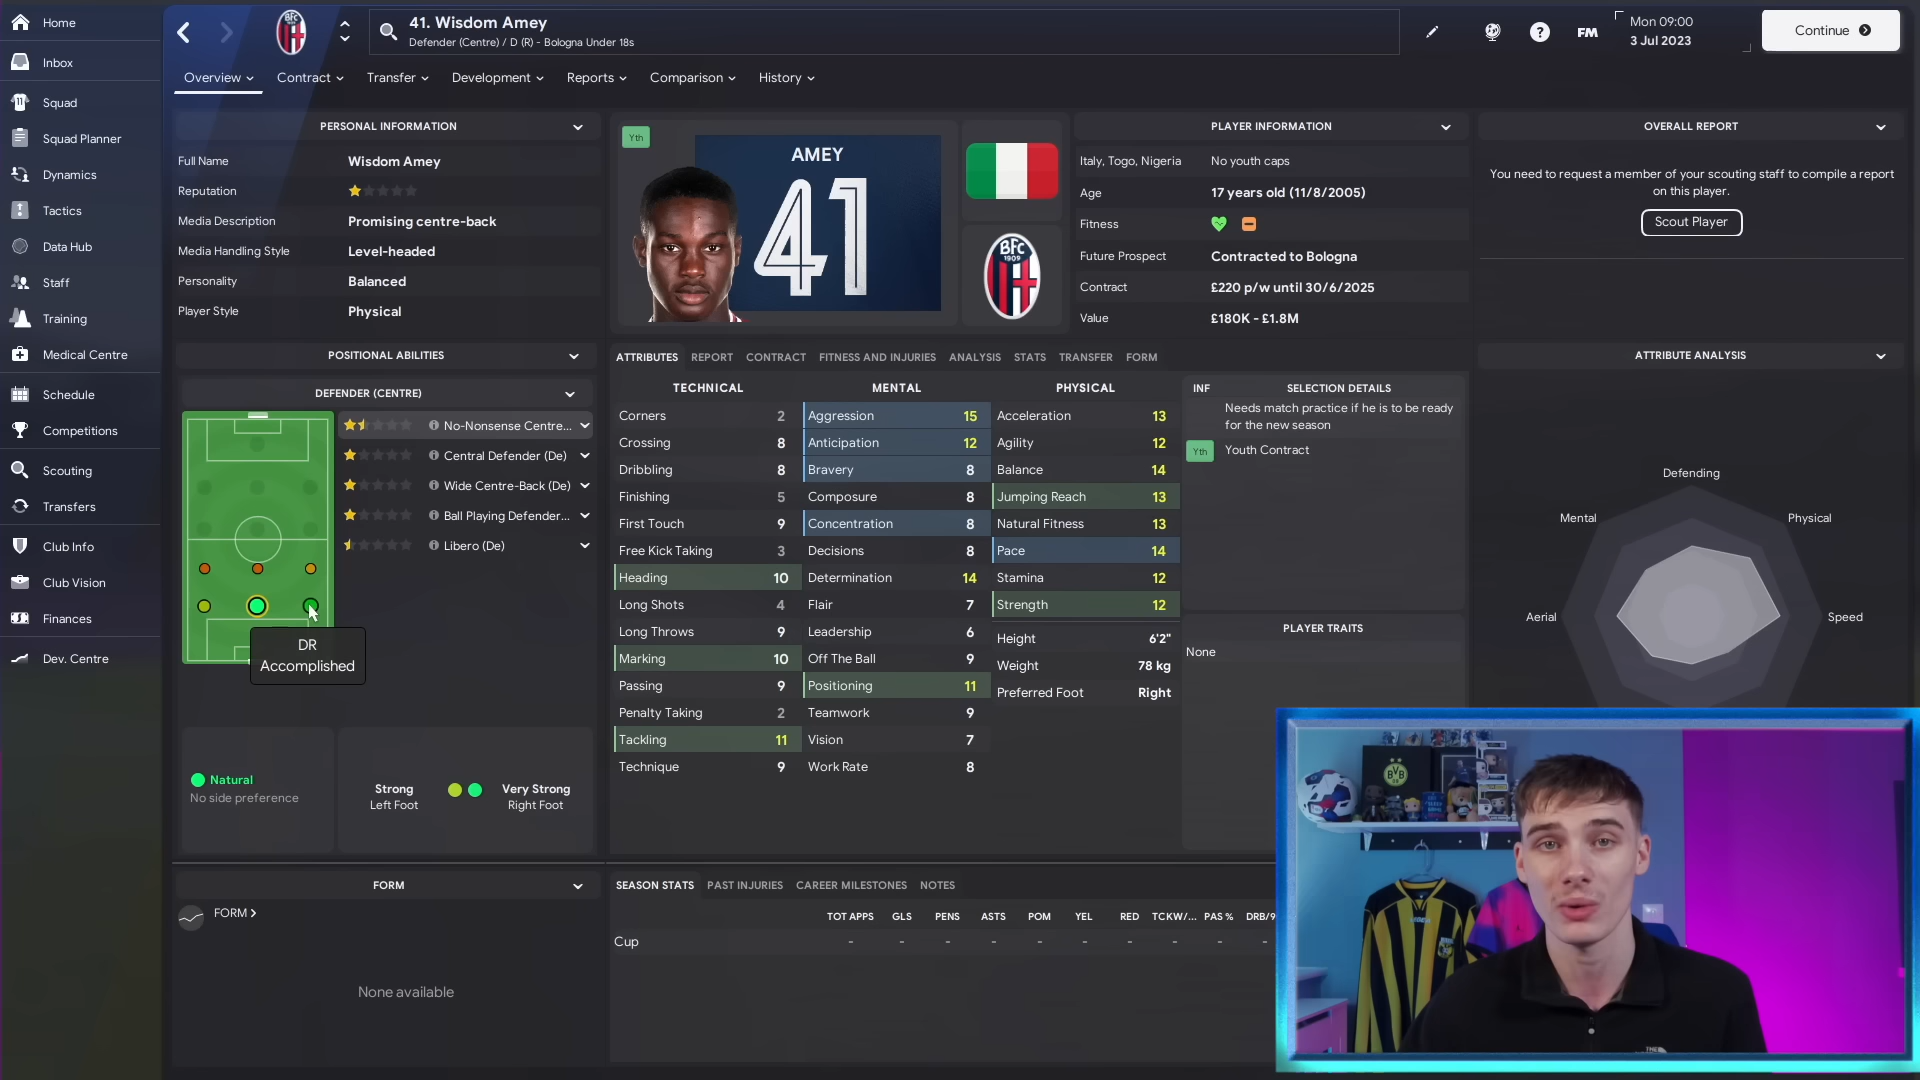 Home
Inbox
Squad
Squad Planner
Dynamics
Tactics
Data Hub
Staff
Training
Medical Centre
Schedule
Competitions
Scouting
Transfers
Club Info
Club Vision
Finances
Dev. Centre
41. Wisdom Amey
Defender (Centre) / D (R) - Bologna Under 18s
FM
Mon 09:00
3 Jul 2023
Continue
Overview
Contract
Transfer
Development
Reports
Comparison
History
PERSONAL INFORMATION
Full Name Wisdom Amey
Reputation
Media Description Promising centre-back
Media Handling Style Level-headed
Personality Balanced
Player Style Physical
Yth
AMEY
41
BFC
1909
PLAYER INFORMATION
Italy, Togo, Nigeria No youth caps
Age 17 years old (11/8/2005)
Fitness
Future Prospect Contracted to Bologna
Contract £220 p/w until 30/6/2025
Value £180K - £1.8M
OVERALL REPORT
You need to request a member of your scouting staff to compile a report
on this player.
Scout Player
POSITIONAL ABILITIES
DEFENDER (CENTRE)
No-Nonsense Centre...
Central Defender (De)
Wide Centre-Back (De)
Ball Playing Defender...
Libero (De)
DR
Accomplished
Natural
No side preference
Strong
Left Foot
Very Strong
Right Foot
ATTRIBUTES REPORT CONTRACT FITNESS AND INJURIES ANALYSIS STATS TRANSFER FORM
TECHNICAL
Corners 2
Crossing 8
Dribbling 8
Finishing 5
First Touch 9
Free Kick Taking 3
Heading 10
Long Shots 4
Long Throws 9
Marking 10
Passing 9
Penalty Taking 2
Tackling 11
Technique 9
MENTAL
Aggression 15
Anticipation 12
Bravery 8
Composure 8
Concentration 8
Decisions 8
Determination 14
Flair 7
Leadership 6
Off The Ball 9
Positioning 11
Teamwork 9
Vision 7
Work Rate 8
PHYSICAL
Acceleration 13
Agility 12
Balance 14
Jumping Reach 13
Natural Fitness 13
Pace 14
Stamina 12
Strength 12
Height 6'2"
Weight 78 kg
Preferred Foot Right
INF SELECTION DETAILS
Needs match practice if he is to be ready
for the new season
Yth Youth Contract
PLAYER TRAITS
None
ATTRIBUTE ANALYSIS
Defending
Mental
Physical
Aerial
Speed
FORM
FORM
None available
SEASON STATS PAST INJURIES CAREER MILESTONES NOTES
TOT APPS GLS PENS ASTS POM YEL RED TCKW/... PAS % DRB/9
Cup - - - - - - - - - -
BVB